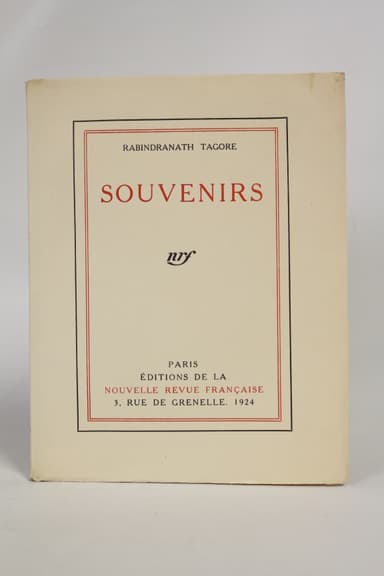 RABINDRANATH TAGORE
SOUVENIRS
nrf
PARIS
ÉDITIONS DE LA
NOUVELLE REVUE FRANÇAISE
3, RUE DE GRENELLE. 1924